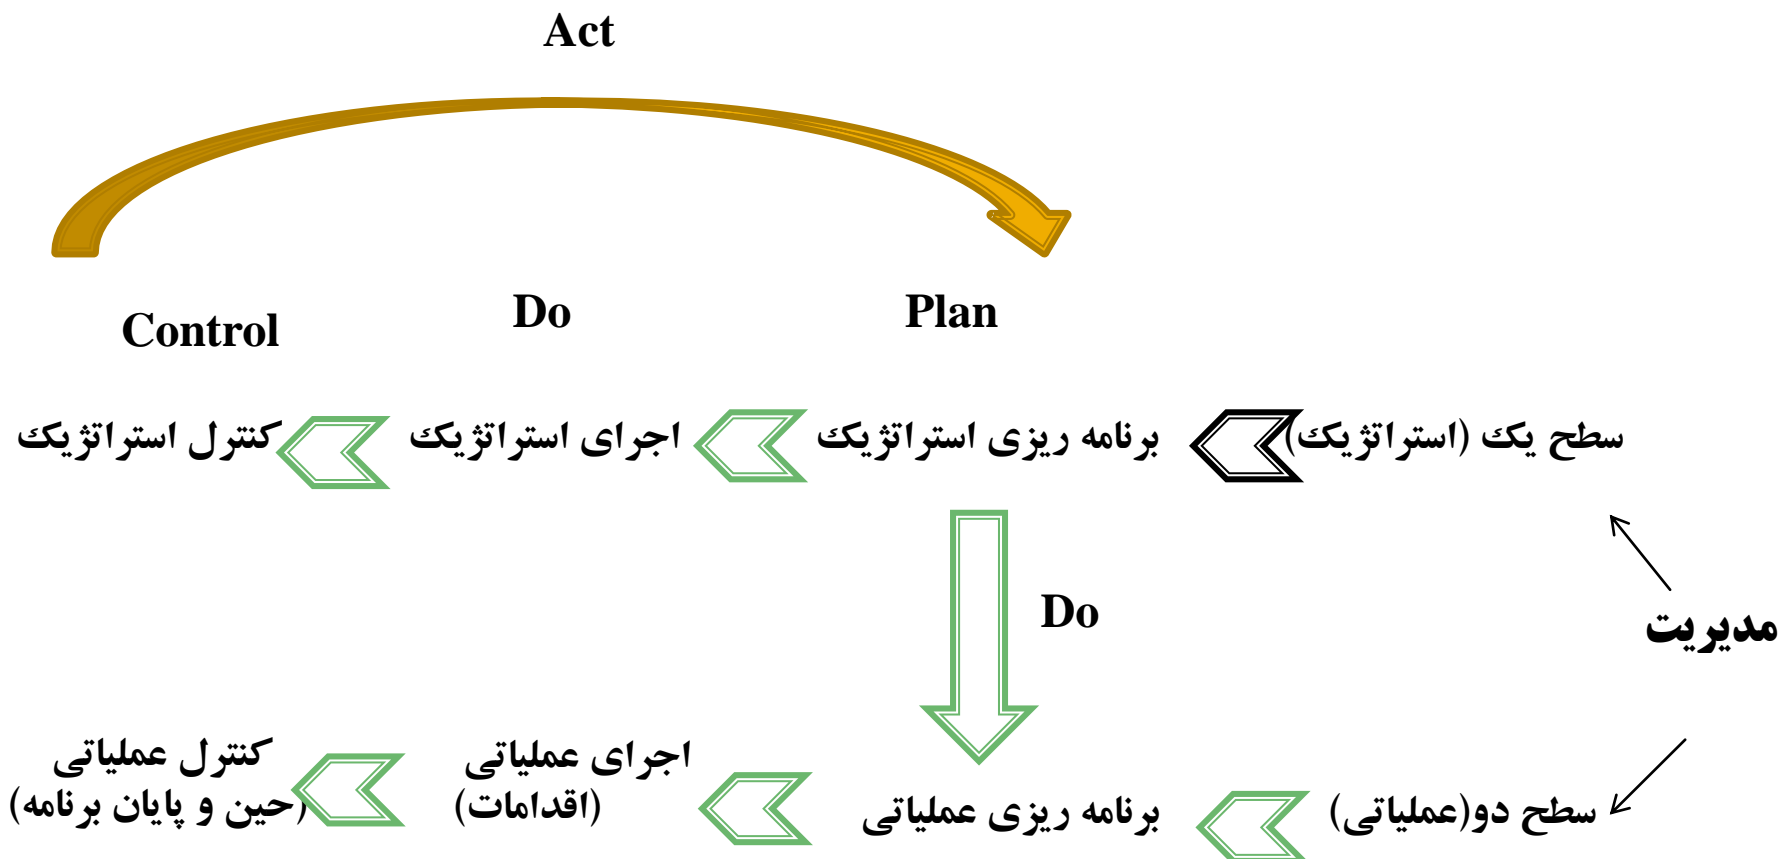 Act
Plan
Do
Control
سطح یک (استراتژیک)
برنامه ریزی استراتژیک
اجرای استراتژیک
کنترل استراتژیک
Do
مدیریت
سطح دو(عملیاتی)
برنامه ریزی عملیاتی
اجرای عملیاتی
(اقدامات)
کنترل عملیاتی
(حین و پایان برنامه)